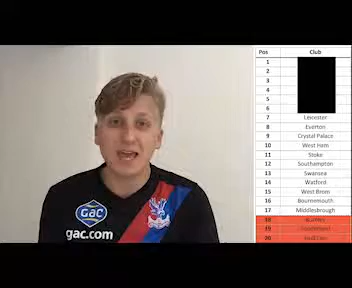 Pos Club
1
2
3
4
5
6
7 Leicester
8 Everton
9 Crystal Palace
10 West Ham
11 Stoke
12 Southampton
13 Swansea
14 Watford
15 West Brom
16 Bournemouth
17 Middlesbrough
18 Burnley
19 Sunderland
20 Hull City
GAC
gac.com